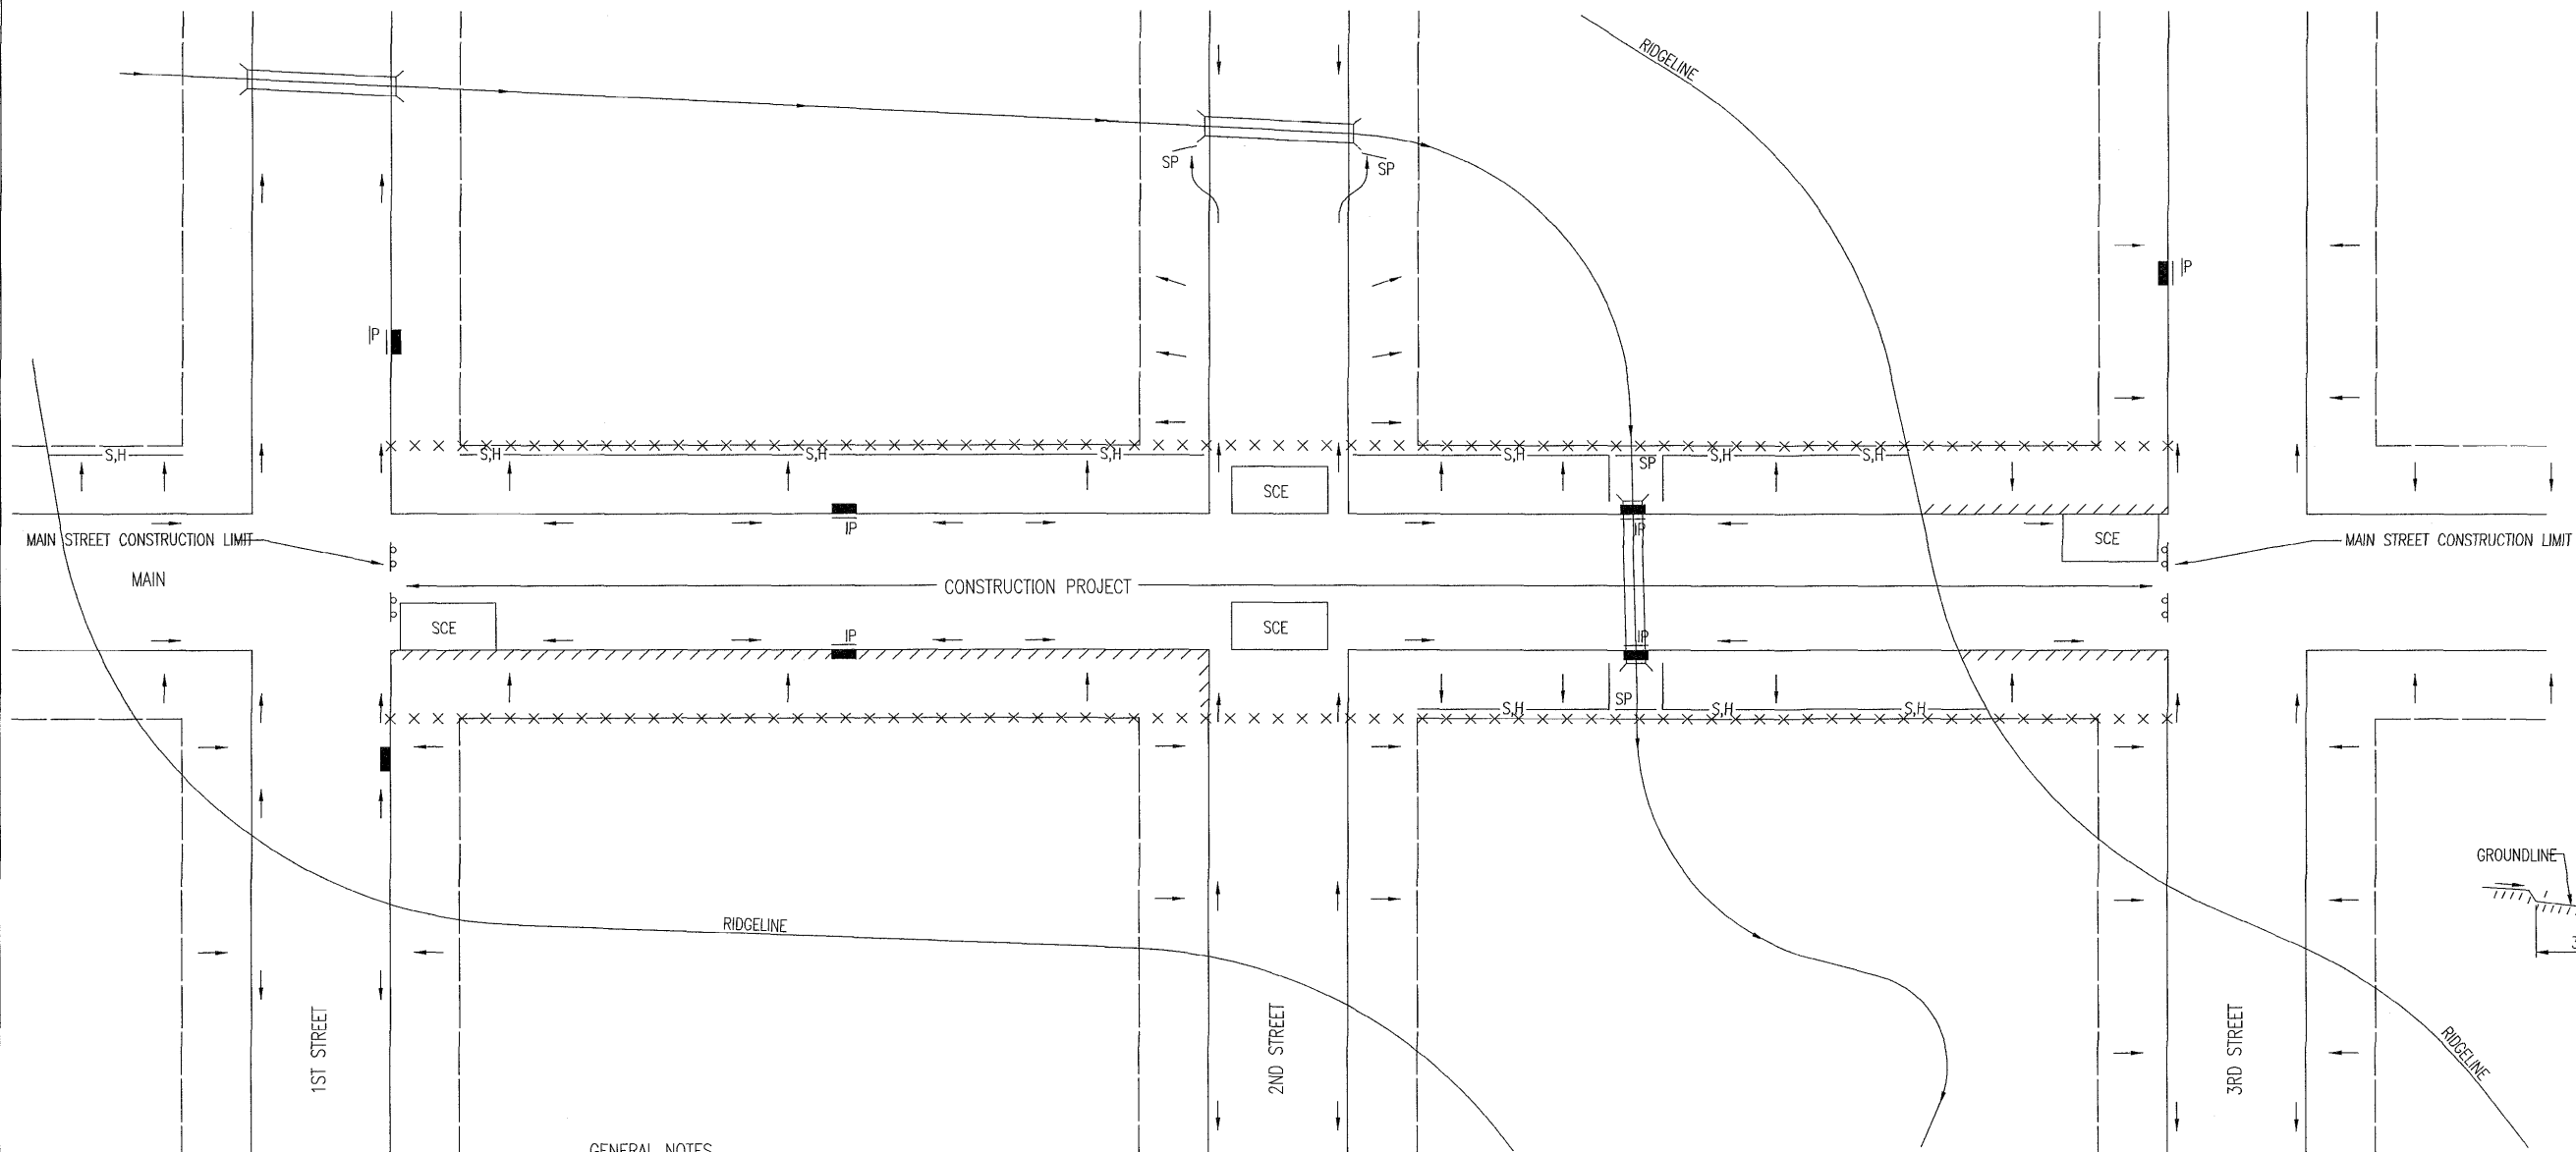 RIDGELINE
SP
SP
IP
IP
S,H
S,H
S,H
S,H
S,H
SP
S,H
S,H
SCE
MAIN STREET CONSTRUCTION LIMIT
IP
IP
SCE
MAIN STREET CONSTRUCTION LIMIT
MAIN
CONSTRUCTION PROJECT
SCE
IP
SCE
IP
S,H
SP
S,H
S,H
GROUNDLINE
RIDGELINE
1ST STREET
2ND STREET
3RD STREET
RIDGELINE
GENERAL NOTES